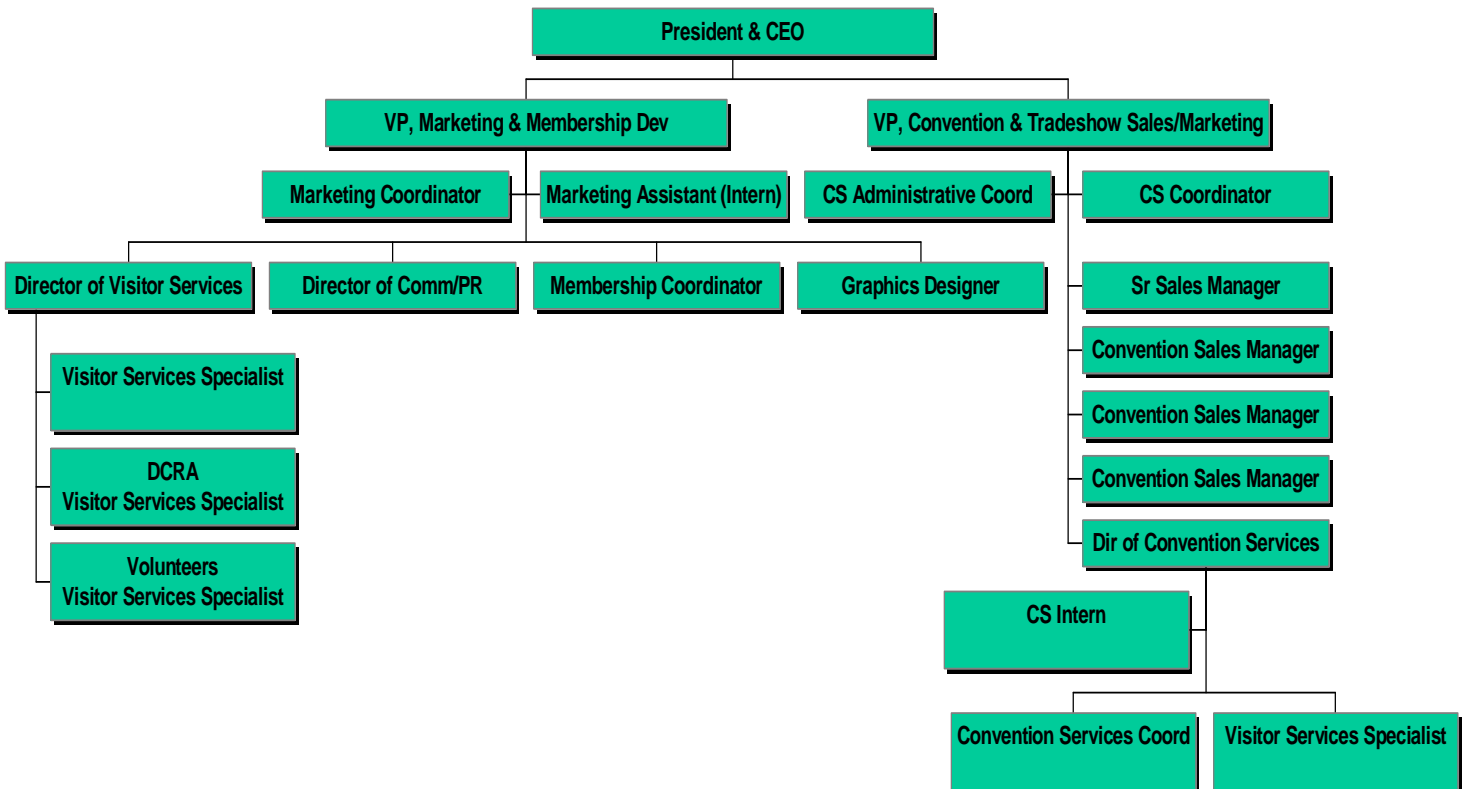 President & CEO
VP, Marketing & Membership Dev
VP, Convention & Tradeshow Sales/Marketing
Marketing Coordinator
Marketing Assistant (Intern)
CS Administrative Coord
CS Coordinator
Director of Visitor Services
Director of Comm/PR
Membership Coordinator
Graphics Designer
Sr Sales Manager
Visitor Services Specialist
Convention Sales Manager
Convention Sales Manager
DCRA
Visitor Services Specialist
Convention Sales Manager
Dir of Convention Services
Volunteers
Visitor Services Specialist
CS Intern
Convention Services Coord
Visitor Services Specialist